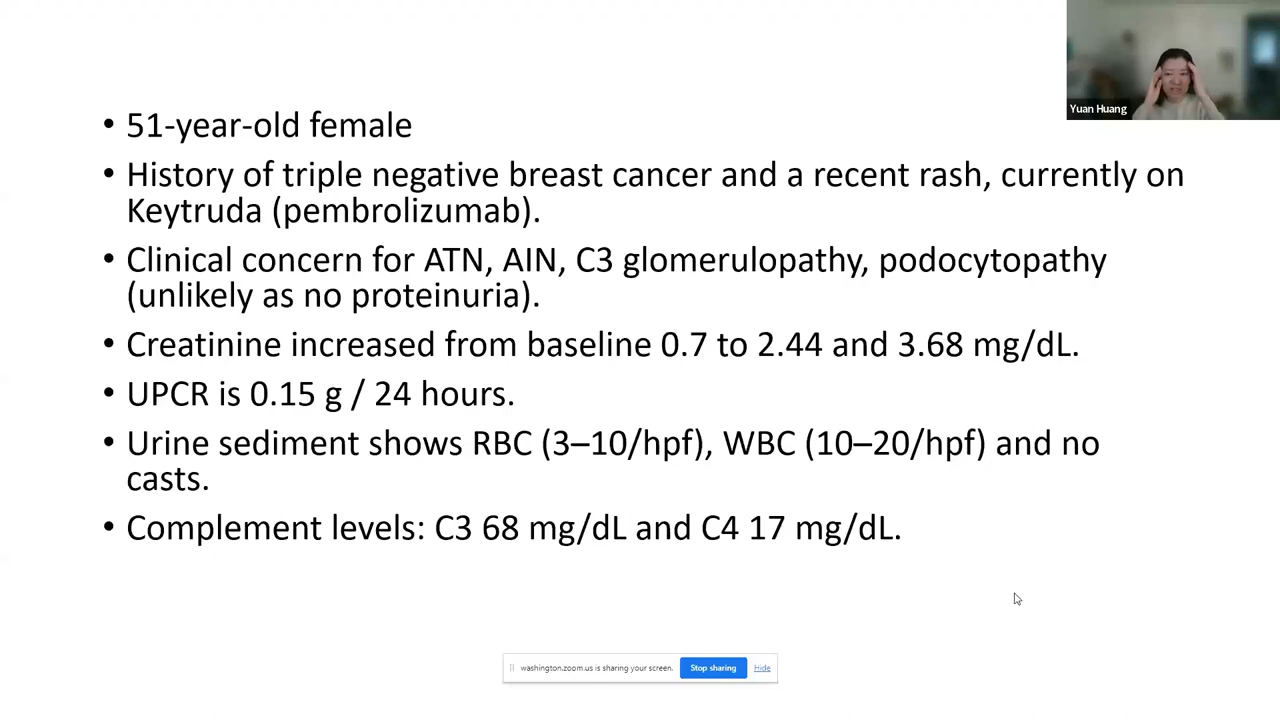 Yuan Huang
• 51-year-old female
• History of triple negative breast cancer and a recent rash, currently on
Keytruda (pembrolizumab).
• Clinical concern for ATN, AIN, C3 glomerulopathy, podocytopathy
(unlikely as no proteinuria).
• Creatinine increased from baseline 0.7 to 2.44 and 3.68 mg/dL.
• UPCR is 0.15 g / 24 hours.
• Urine sediment shows RBC (3–10/hpf), WBC (10–20/hpf) and no
casts.
• Complement levels: C3 68 mg/dL and C4 17 mg/dL.
washington.zoom.us is sharing your screen. Stop sharing Hide